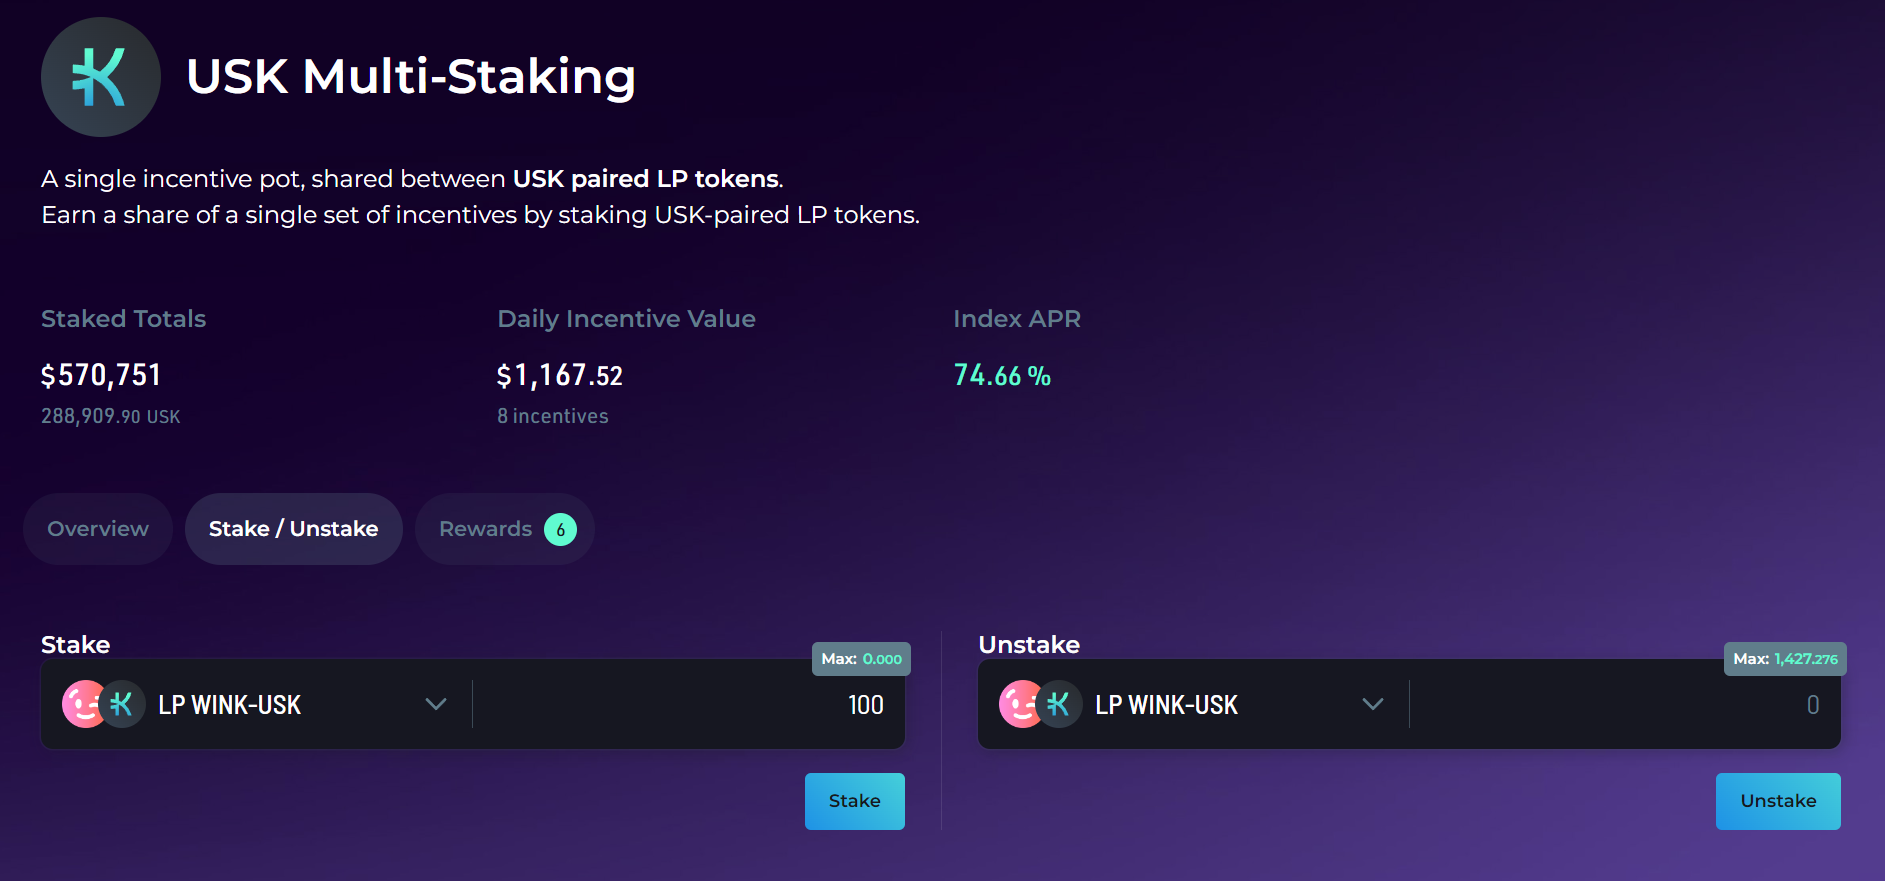 USK Multi-Staking
A single incentive pot, shared between USK paired LP tokens.
Earn a share of a single set of incentives by staking USK-paired LP tokens.
Staked Totals
Daily Incentive Value
Index APR
$570,751
$1,167.52
74.66 %
288,909.90 USK
8 incentives
Overview
Stake / Unstake
Rewards 6
Stake
Max: 0.000
LP WINK-USK
100
Stake
Unstake
Max: 1,427.276
LP WINK-USK
0
Unstake